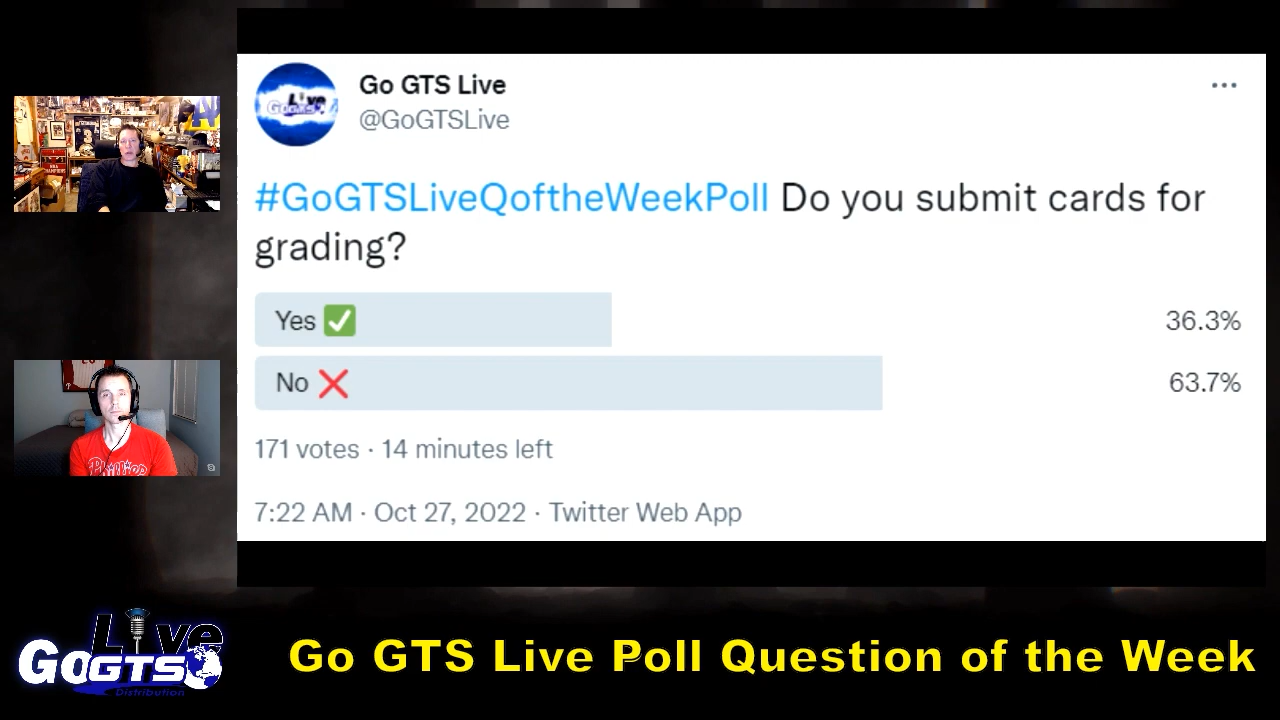 Go GTS Live
@GoGTSLive
#GoGTSLiveQoftheWeekPoll Do you submit cards for
grading?
Yes ✅ 36.3%
No ❌ 63.7%
171 votes · 14 minutes left
7:22 AM · Oct 27, 2022 · Twitter Web App
Phillies
Live
GoGTS
Distribution
Go GTS Live Poll Question of the Week